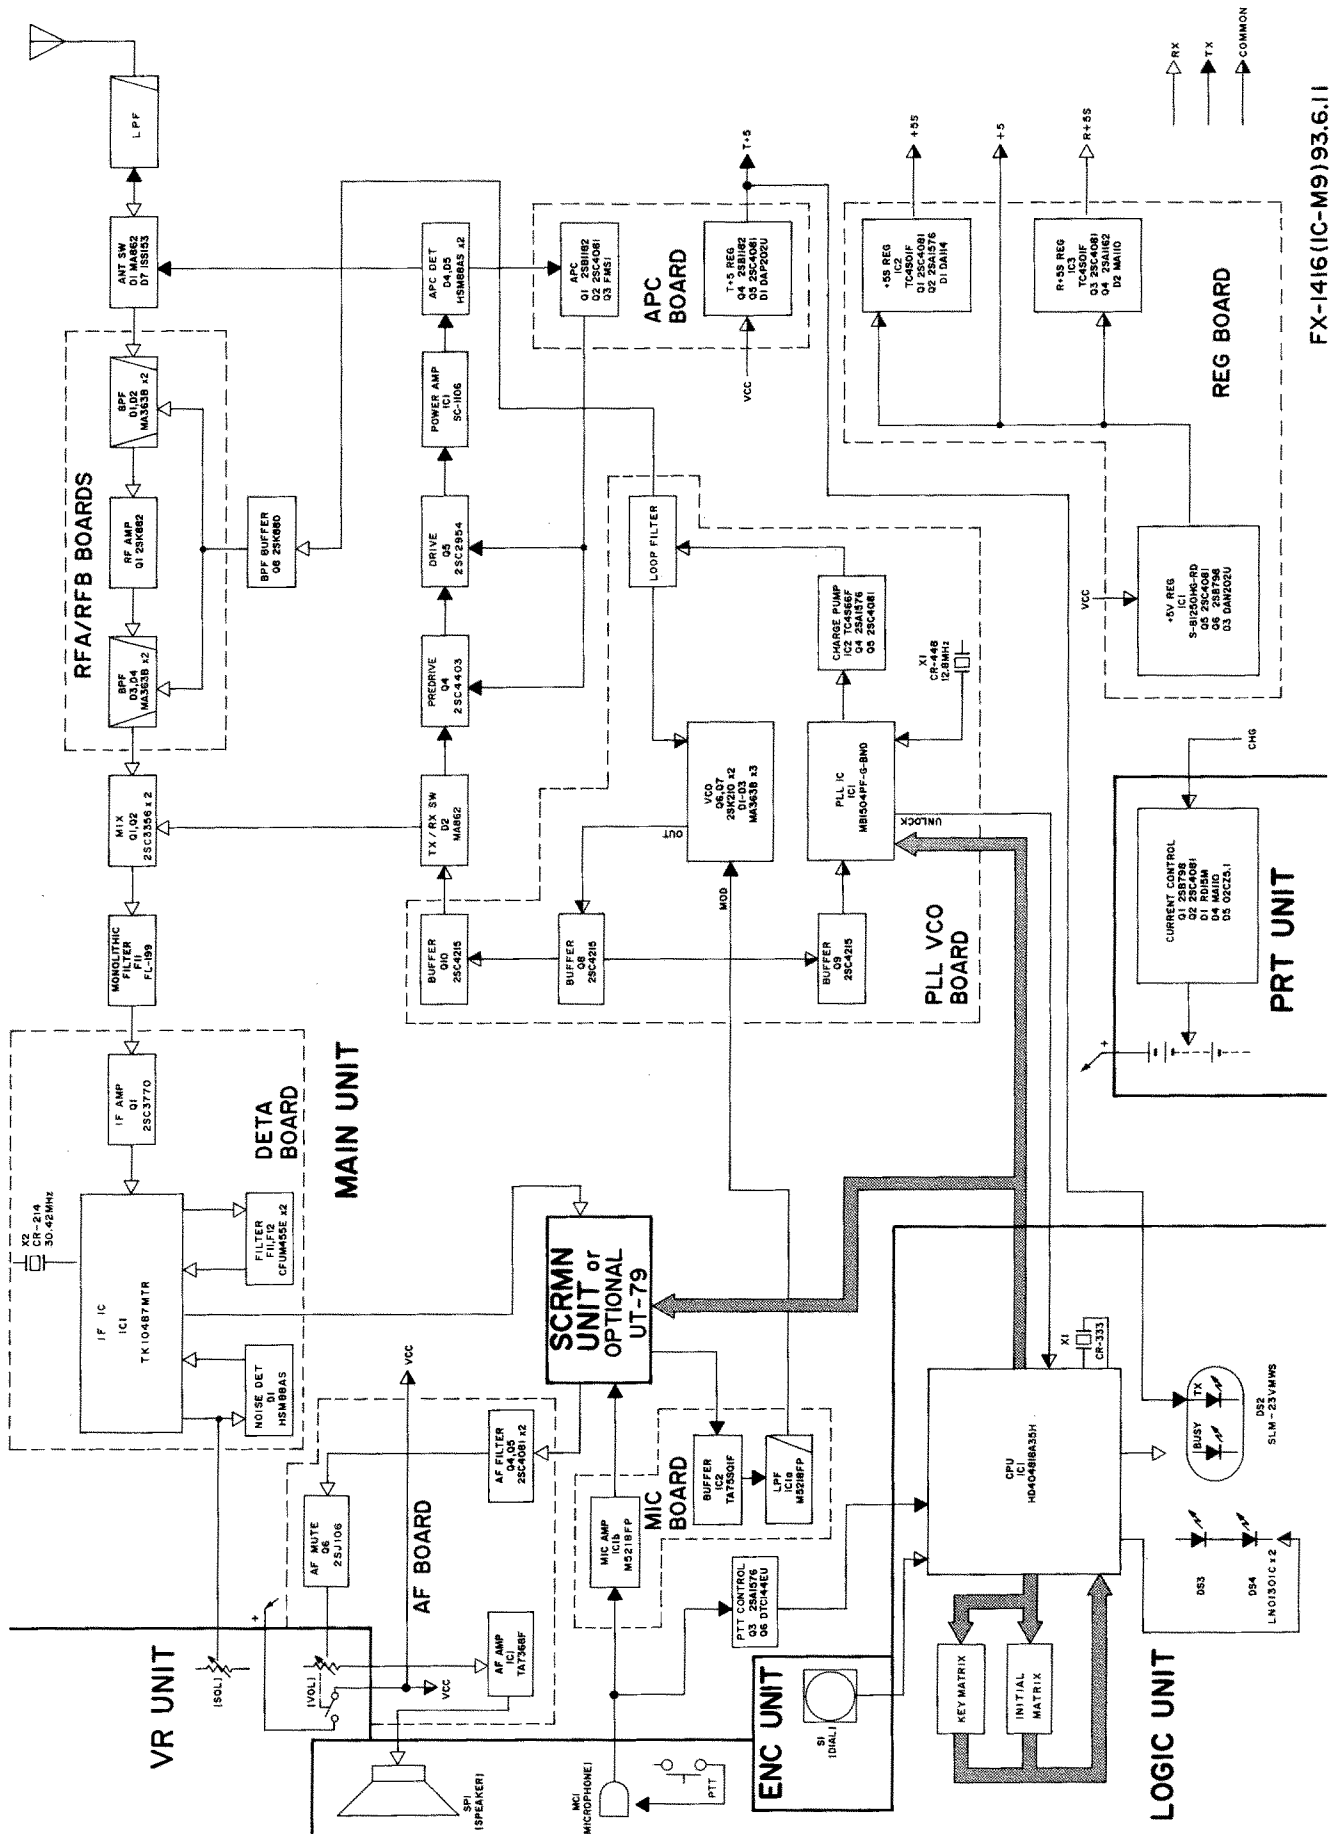 LPF
ANT SW
D1 MA862
D7 1SS153
RFA/RFB BOARDS
BPF
D1,D2
MA363B x2
RF AMP
Q1 2SK882
BPF
D3,D4
MA363B x2
BPF BUFFER
Q8 2SK880
MIX
Q1,Q2
2SC3356 x2
MONOLITHIC
FILTER
FI1
FL-199
IF AMP
Q1
2SC3770
DETA
BOARD
X2
CR-214
30.42MHz
IF IC
IC1
TK10487MTR
FILTER
FI1,FI2
CFUM455E x2
NOISE DET
D1
HSM88AS
MAIN UNIT
APC DET
D4,D5
HSM88AS x2
POWER AMP
IC1
SC-1106
DRIVE
Q5
2SC2954
PREDRIVE
Q4
2SC4403
TX/RX SW
D2
MA862
APC
Q1 2SB1182
Q2 2SC4081
Q3 FMS1
APC
BOARD
T+5 REG
Q4 2SB1182
Q5 2SC4081
D1 DAP202U
T+5
VCC
LOOP FILTER
CHARGE PUMP
IC2 TC4S66F
Q4 2SA1576
Q5 2SC4081
VCO
Q6,Q7
2SK210 x2
D1-D3
MA363B x3
OUT
MOD
PLL IC
IC1
MB1504PF-G-BND
UNLOCK
X1
CR-448
12.8MHz
BUFFER
Q10
2SC4215
BUFFER
Q8
2SC4215
BUFFER
Q9
2SC4215
PLL VCO
BOARD
+5S REG
IC2
TC4S01F
Q1 2SC4081
Q2 2SA1576
D1 DA114
+5S
+5
R+5S REG
IC3
TC4S01F
Q3 2SC4081
Q4 2SA1162
D2 MA110
R+5S
REG BOARD
VCC
+5V REG
IC1
S-81250HG-RD
Q5 2SC4081
Q6 2SB798
D3 DAN202U
RX
TX
COMMON
FX-1416(IC-M9)93.6.11
CHG
CURRENT CONTROL
Q1 2SB798
Q2 2SC4081
D1 RD15M
D4 MA110
D5 02CZ5.1
+
PRT UNIT
SCRMN
UNIT or
OPTIONAL
UT-79
AF FILTER
Q4,Q5
2SC4081 x2
AF MUTE
Q6
2SJ106
VCC
AF BOARD
AF AMP
IC1
TA7368F
VR UNIT
[SQL]
+
[VOL]
VCC
SP1
[SPEAKER]
MIC AMP
IC1b
M5218FP
MIC
BOARD
BUFFER
IC2
TA75S01F
LPF
IC1a
M5218FP
MC1
MICROPHONE]
PTT
PTT CONTROL
Q3 2SA1576
Q6 DTC144EU
ENC UNIT
S1
[DIAL]
CPU
IC1
HD404818A35H
X1
CR-333
KEY MATRIX
INITIAL
MATRIX
LOGIC UNIT
BUSY
TX
DS2
SLM-23VMWS
DS3
DS4
LN01301C x2